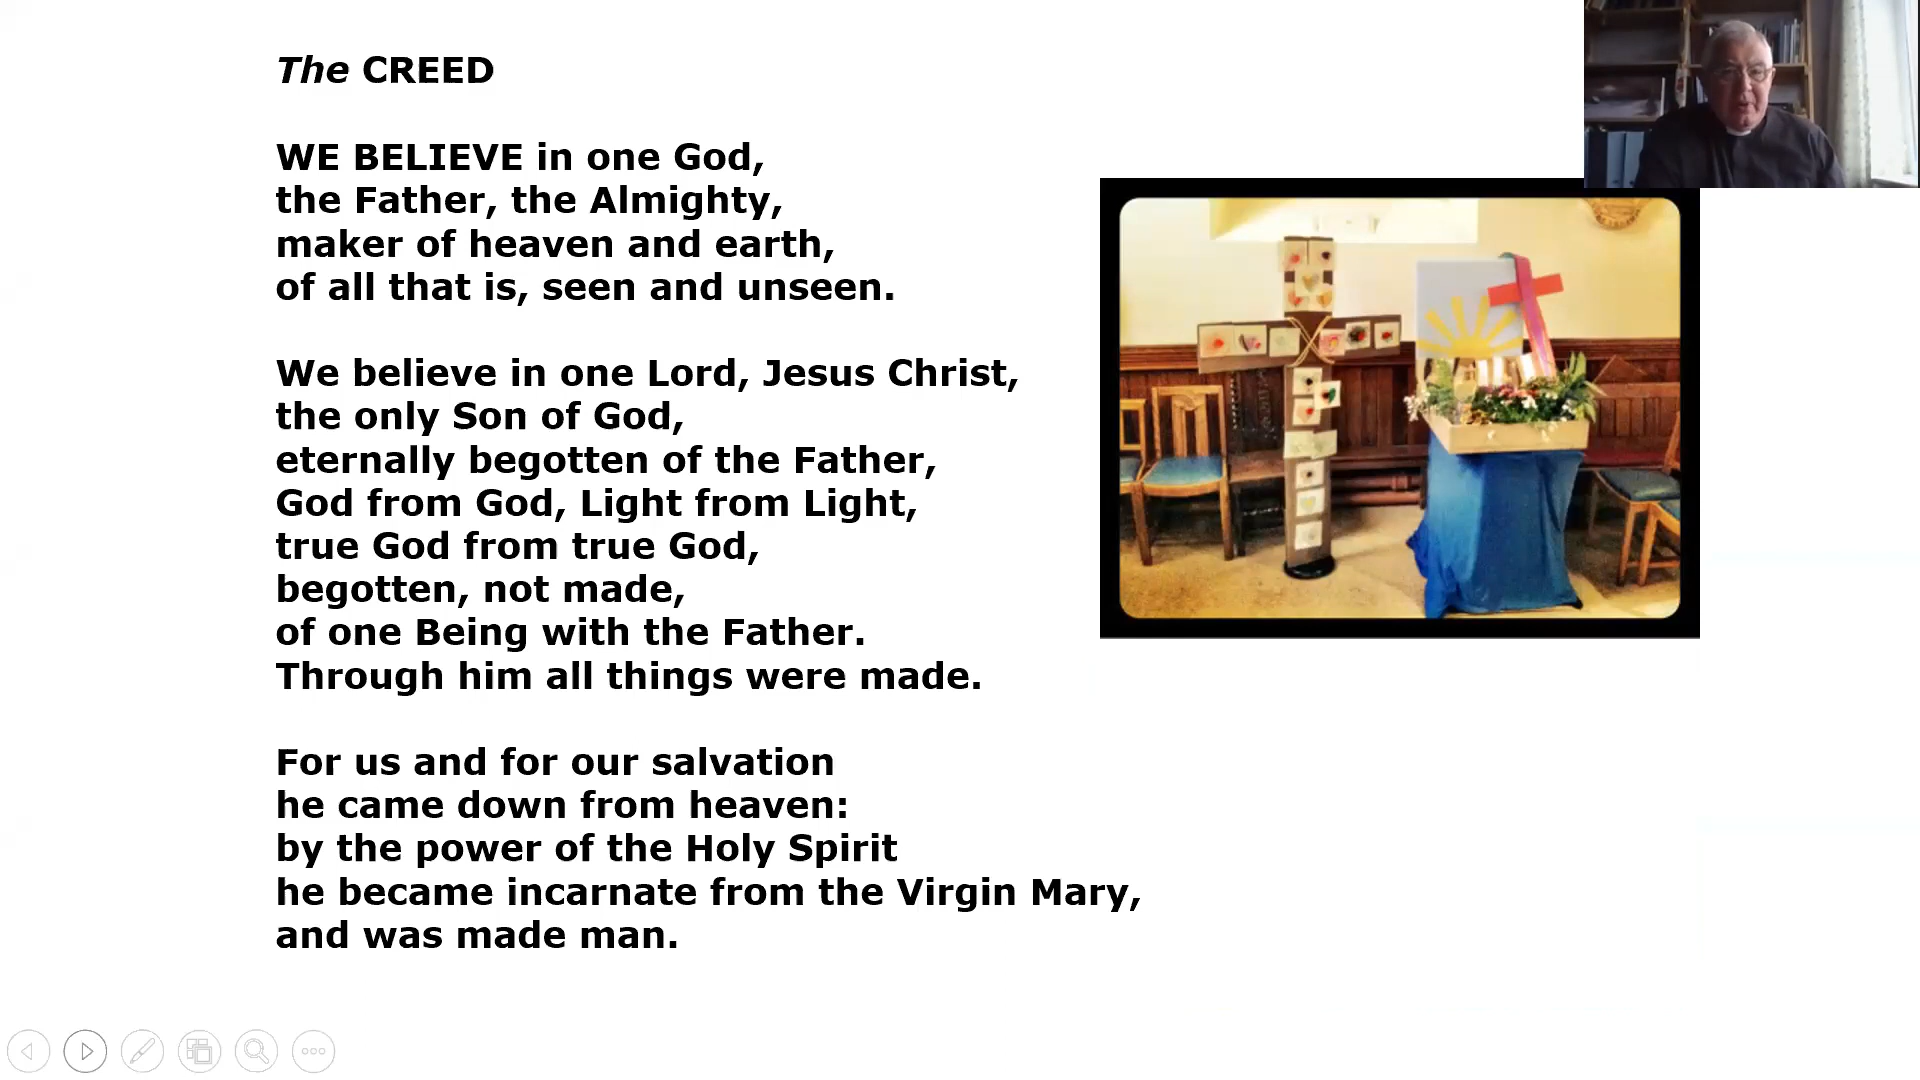 The CREED
WE BELIEVE in one God,
the Father, the Almighty,
maker of heaven and earth,
of all that is, seen and unseen.
We believe in one Lord, Jesus Christ,
the only Son of God,
eternally begotten of the Father,
God from God, Light from Light,
true God from true God,
begotten, not made,
of one Being with the Father.
Through him all things were made.
For us and for our salvation
he came down from heaven:
by the power of the Holy Spirit
he became incarnate from the Virgin Mary,
and was made man.